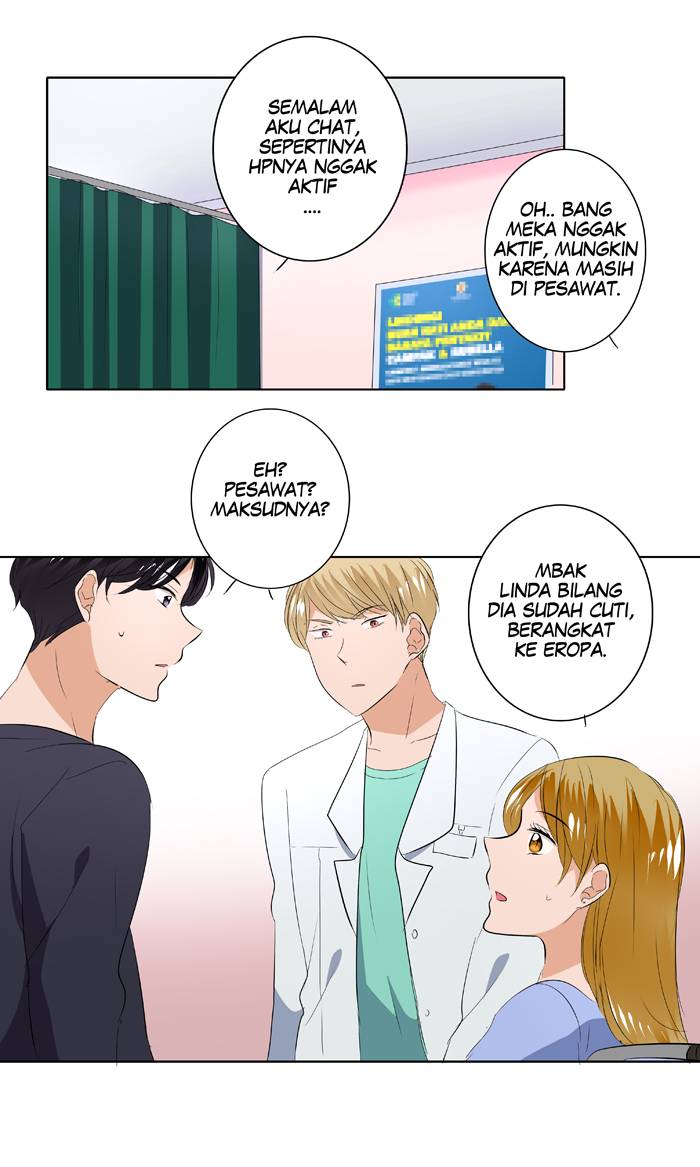 SEMALAM
AKU CHAT,
SEPERTINYA
HPNYA NGGAK
AKTIF
....
OH.. BANG
MEKA NGGAK
AKTIF, MUNGKIN
KARENA MASIH
DI PESAWAT.
EH?
PESAWAT?
MAKSUDNYA?
MBAK
LINDA BILANG
DIA SUDAH CUTI,
BERANGKAT
KE EROPA.